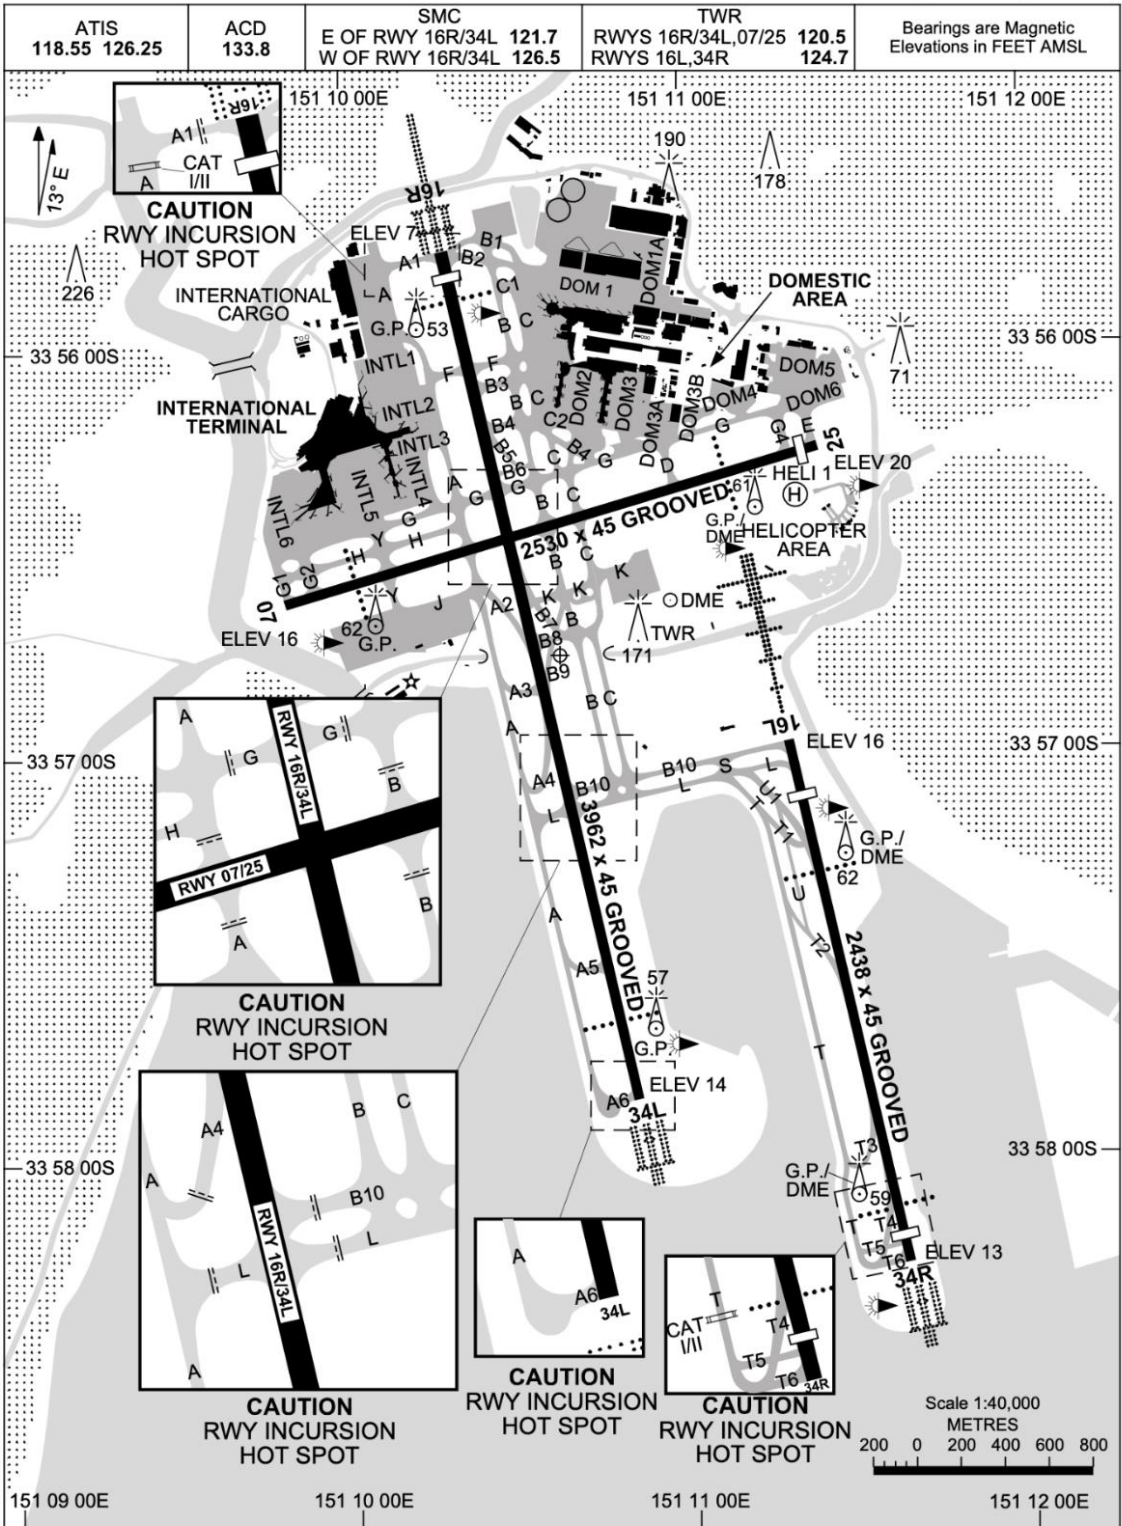 ATIS
118.55 126.25
ACD
133.8
SMC
E OF RWY 16R/34L 121.7
W OF RWY 16R/34L 126.5
TWR
RWYS 16R/34L,07/25 120.5
RWYS 16L,34R 124.7
Bearings are Magnetic
Elevations in FEET AMSL
151 10 00E
151 11 00E
151 12 00E
13° E
16R
A1
CAT
I/II
A
CAUTION
RWY INCURSION
HOT SPOT
190
178
226
16R
ELEV 7
A1
B1
B2
A
C1
INTERNATIONAL
CARGO
G.P.
53
B
C
DOM 1
DOM1A
DOMESTIC
AREA
33 56 00S
33 56 00S
71
INTL1
F
F
B3
B
C
DOM2
DOM3
DOM3A
DOM3B
DOM4
DOM5
DOM6
INTERNATIONAL
TERMINAL
INTL2
INTL3
INTL4
INTL5
INTL6
B4
C2
B5
B4
B6
C
G
G
G4
E
25
D
A
G
G
B
C
61
HELI 1
H
ELEV 20
G
Y
H
H
2530 x 45 GROOVED
G.P./
DME
HELICOPTER
AREA
G1
G2
07
Y
J
A2
B
C
K
K
K
B7
B
DME
TWR
171
ELEV 16
62
G.P.
B8
B9
A3
A
B
C
16L
ELEV 16
33 57 00S
33 57 00S
A
RWY 16R/34L
G
G
B
H
RWY 07/25
A
B
CAUTION
RWY INCURSION
HOT SPOT
A4
B10
L
B10
L
S
L
U1
T
T1
U
G.P./
DME
62
3962 x 45 GROOVED
A
T2
2438 x 45 GROOVED
A5
57
G.P.
T
ELEV 14
A6
34L
A4
B
C
A
B10
L
L
RWY 16R/34L
A
CAUTION
RWY INCURSION
HOT SPOT
33 58 00S
33 58 00S
T3
G.P./
DME
59
T
T4
T5
T6
ELEV 13
34R
A
A6
34L
CAUTION
RWY INCURSION
HOT SPOT
T
CAT
I/II
T4
T5
T6
34R
CAUTION
RWY INCURSION
HOT SPOT
Scale 1:40,000
METRES
200 0 200 400 600 800
151 09 00E
151 10 00E
151 11 00E
151 12 00E